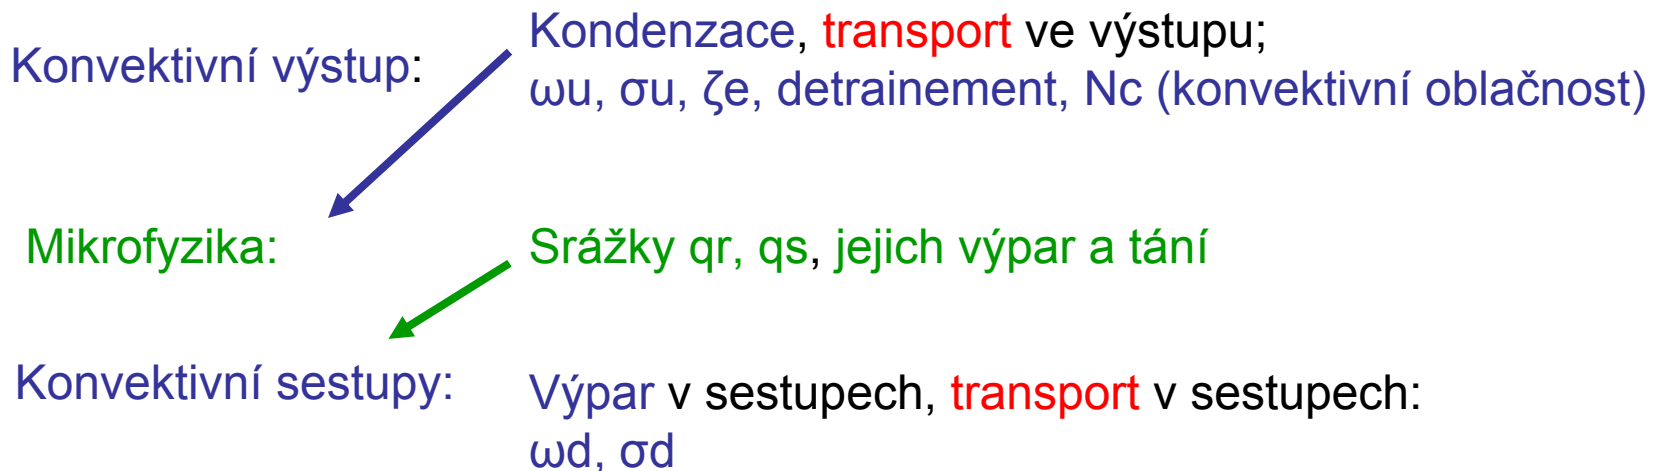 Konvektivní výstup:
Kondenzace, transport ve výstupu;
ωu, σu, ζe, detrainement, Nc (konvektivní oblačnost)
Mikrofyzika:
Srážky qr, qs, jejich výpar a tání
Konvektivní sestupy:
Výpar v sestupech, transport v sestupech:
ωd, σd